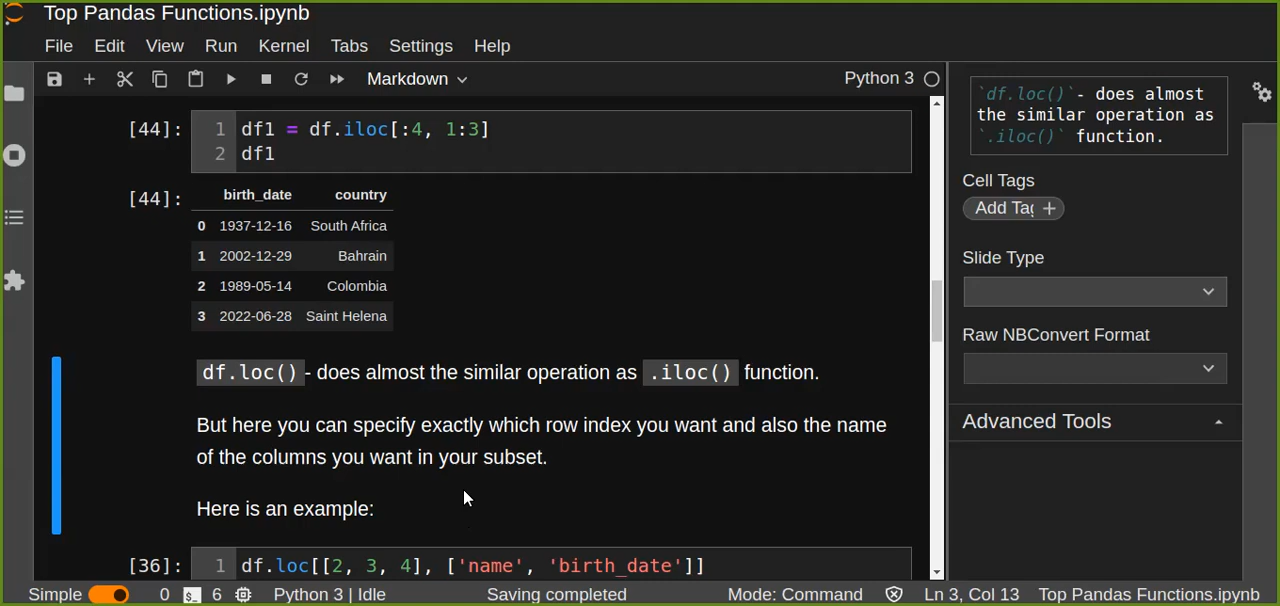 Top Pandas Functions.ipynb
File Edit View Run Kernel Tabs Settings Help
Markdown Python 3
[44]: 1 df1 = df.iloc[:4, 1:3]
2 df1
[44]: birth_date country
0 1937-12-16 South Africa
1 2002-12-29 Bahrain
2 1989-05-14 Colombia
3 2022-06-28 Saint Helena
df.loc() - does almost the similar operation as .iloc() function.
But here you can specify exactly which row index you want and also the name
of the columns you want in your subset.
Here is an example:
[36]: 1 df.loc[[2, 3, 4], ['name', 'birth_date']]
`df.loc()`- does almost
the similar operation as
`.iloc()` function.
Cell Tags
Add Tag +
Slide Type
Raw NBConvert Format
Advanced Tools
Simple 0 $_ 6 Python 3 | Idle Saving completed Mode: Command Ln 3, Col 13 Top Pandas Functions.ipynb